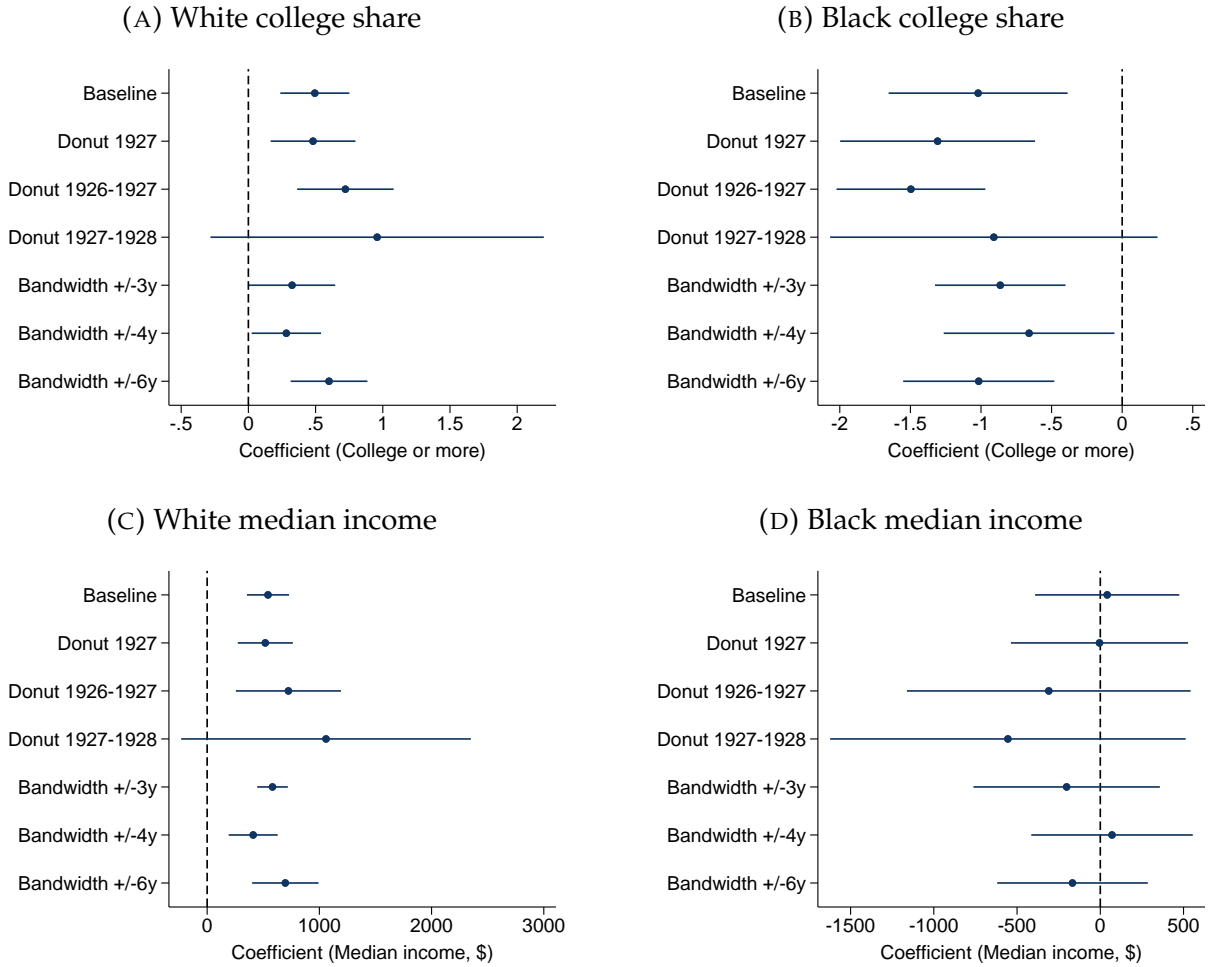 (A) White college share
Baseline
Donut 1927
Donut 1926-1927
Donut 1927-1928
Bandwidth +/-3y
Bandwidth +/-4y
Bandwidth +/-6y
-.5 0 .5 1 1.5 2
Coefficient (College or more)
(B) Black college share
Baseline
Donut 1927
Donut 1926-1927
Donut 1927-1928
Bandwidth +/-3y
Bandwidth +/-4y
Bandwidth +/-6y
-2 -1.5 -1 -.5 0 .5
Coefficient (College or more)
(C) White median income
Baseline
Donut 1927
Donut 1926-1927
Donut 1927-1928
Bandwidth +/-3y
Bandwidth +/-4y
Bandwidth +/-6y
0 1000 2000 3000
Coefficient (Median income, $)
(D) Black median income
Baseline
Donut 1927
Donut 1926-1927
Donut 1927-1928
Bandwidth +/-3y
Bandwidth +/-4y
Bandwidth +/-6y
-1500 -1000 -500 0 500
Coefficient (Median income, $)